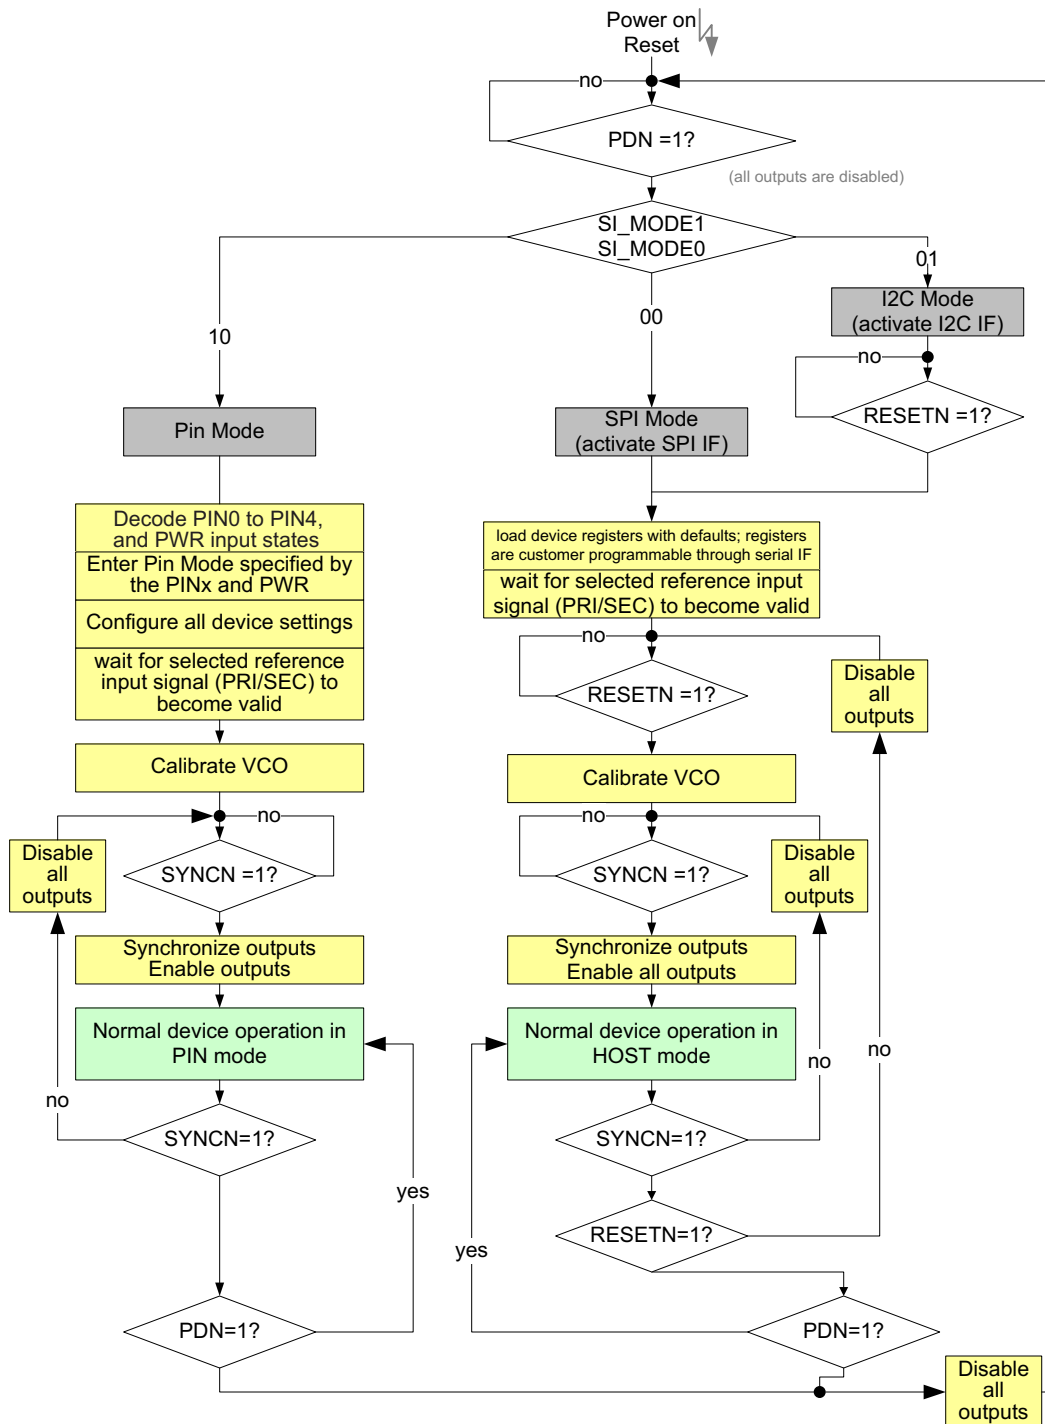 Power on
Reset
no
PDN =1?
(all outputs are disabled)
SI_MODE1
SI_MODE0
01
I2C Mode
(activate I2C IF)
10
00
no
RESETN =1?
Pin Mode
SPI Mode
(activate SPI IF)
Decode PIN0 to PIN4,
and PWR input states
Enter Pin Mode specified by
the PINx and PWR
Configure all device settings
wait for selected reference
input signal (PRI/SEC) to
become valid
load device registers with defaults; registers
are customer programmable through serial IF
wait for selected reference input
signal (PRI/SEC) to become valid
no
RESETN =1?
Disable
all
outputs
Calibrate VCO
Calibrate VCO
no
no
Disable
all
outputs
SYNCN =1?
SYNCN =1?
Disable
all
outputs
Synchronize outputs
Enable outputs
Synchronize outputs
Enable all outputs
Normal device operation in
PIN mode
Normal device operation in
HOST mode
no
no
no
SYNCN=1?
SYNCN=1?
yes
RESETN=1?
yes
PDN=1?
PDN=1?
Disable
all
outputs